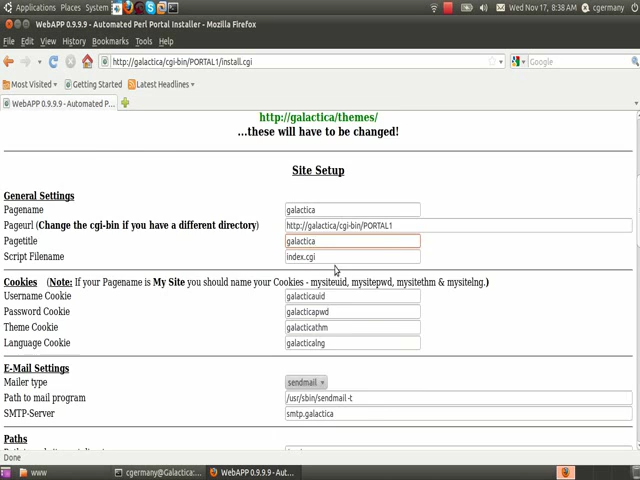 Applications Places System Wed Nov 17, 8:38 AM cgermany
WebAPP 0.9.9.9 - Automated Perl Portal Installer - Mozilla Firefox
File Edit View History Bookmarks Tools Help
http://galactica/cgi-bin/PORTAL1/install.cgi Google
Most Visited Getting Started Latest Headlines
WebAPP 0.9.9.9 - Automated P...
http://galactica/themes/
...these will have to be changed!
Site Setup
General Settings
Pagename galactica
Pageurl (Change the cgi-bin if you have a different directory) http://galactica/cgi-bin/PORTAL1
Pagetitle galactica
Script Filename index.cgi
Cookies (Note: If your Pagename is My Site you should name your Cookies - mysiteuid, mysitepwd, mysitethm & mysitelng.)
Username Cookie galacticauid
Password Cookie galacticapwd
Theme Cookie galacticathm
Language Cookie galacticalng
E-Mail Settings
Mailer type sendmail
Path to mail program /usr/sbin/sendmail -t
SMTP-Server smtp.galactica
Paths
Done
www cgermany@Galactica:... WebAPP 0.9.9.9 - Aut...